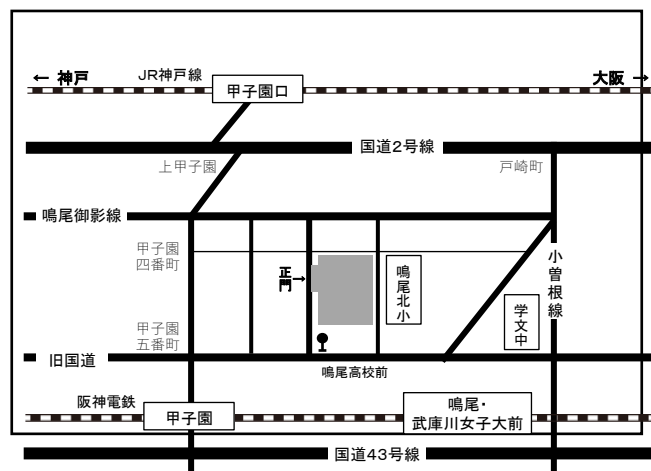 ← 神戸
JR神戸線
大阪 →
甲子園口
国道2号線
上甲子園
戸崎町
鳴尾御影線
甲子園
四番町
正門→
鳴尾北小
小曽根線
学文中
甲子園
五番町
旧国道
鳴尾高校前
阪神電鉄
甲子園
鳴尾・
武庫川女子大前
国道43号線